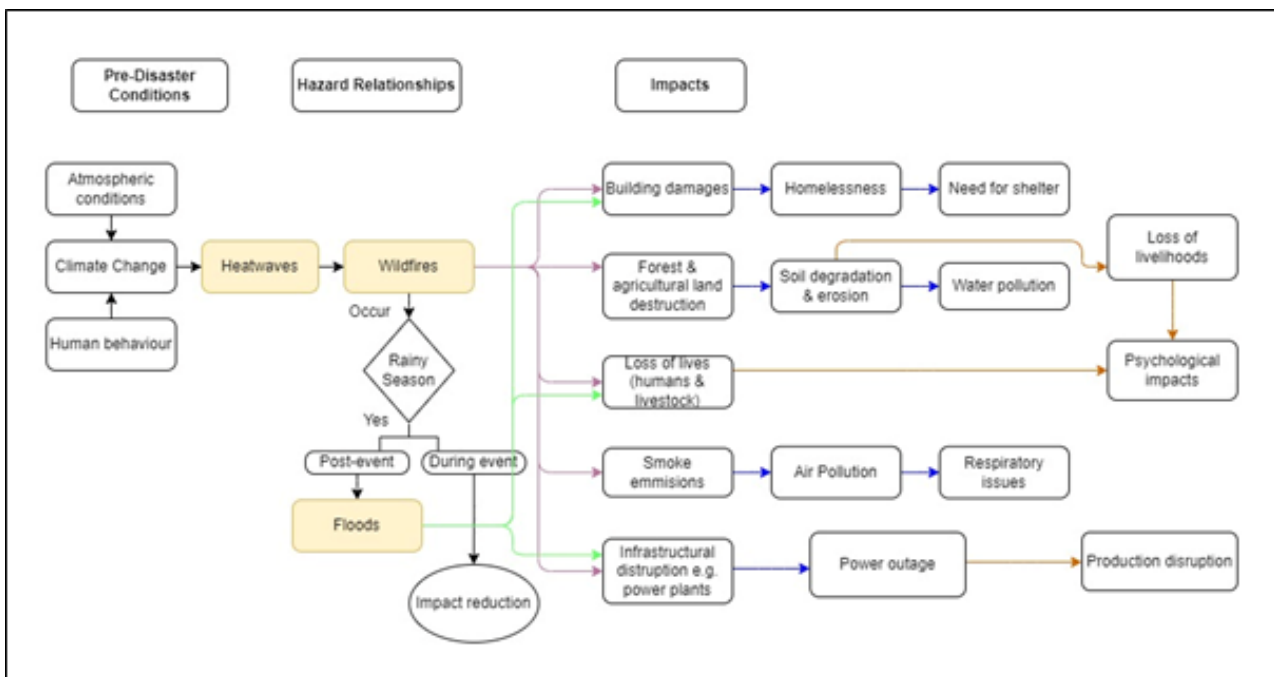 Pre-Disaster
Conditions
Hazard Relationships
Impacts
Atmospheric
conditions
Climate Change
Human behaviour
Heatwaves
Wildfires
Occur
Rainy
Season
Yes
Post-event
During event
Floods
Impact reduction
Building damages
Homelessness
Need for shelter
Forest &
agricultural land
destruction
Soil degradation
& erosion
Water pollution
Loss of
livelihoods
Loss of lives
(humans &
livestock)
Psychological
impacts
Smoke
emmisions
Air Pollution
Respiratory
issues
Infrastructural
distruption e.g.
power plants
Power outage
Production disruption